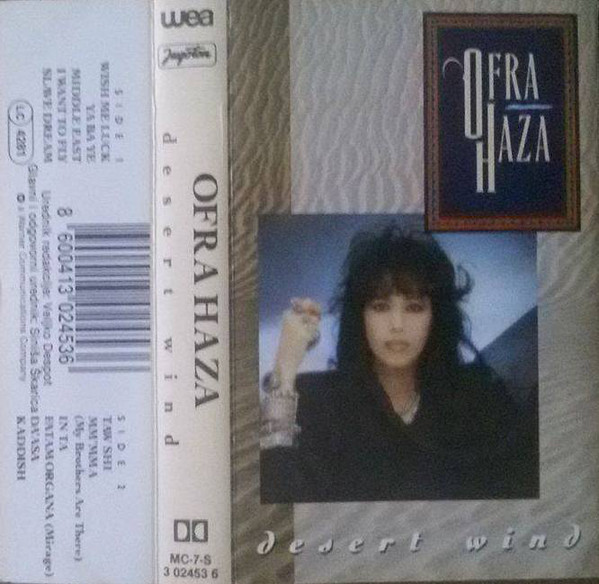 SIDE 1
WISH ME LUCK
YA BA YE
MIDDLE EAST
I WANT TO FLY
SLAVE DREAM
LC 4281
SIDE 2
TAW SHI
MM'MMA
(My Brothers Are There)
IN TA
FATAMORGANA (Mirage)
DA'ASA
KADDISH
8 600413 024536
Urednik redakcije: Veljko Despot
Glavni i odgovorni urednik: Siniša Škarica
a Warner Communications Company
wea
Jugoton
desert wind
OFRA HAZA
MC-7-S
3 02453 6
OFRA
HAZA
desert wind